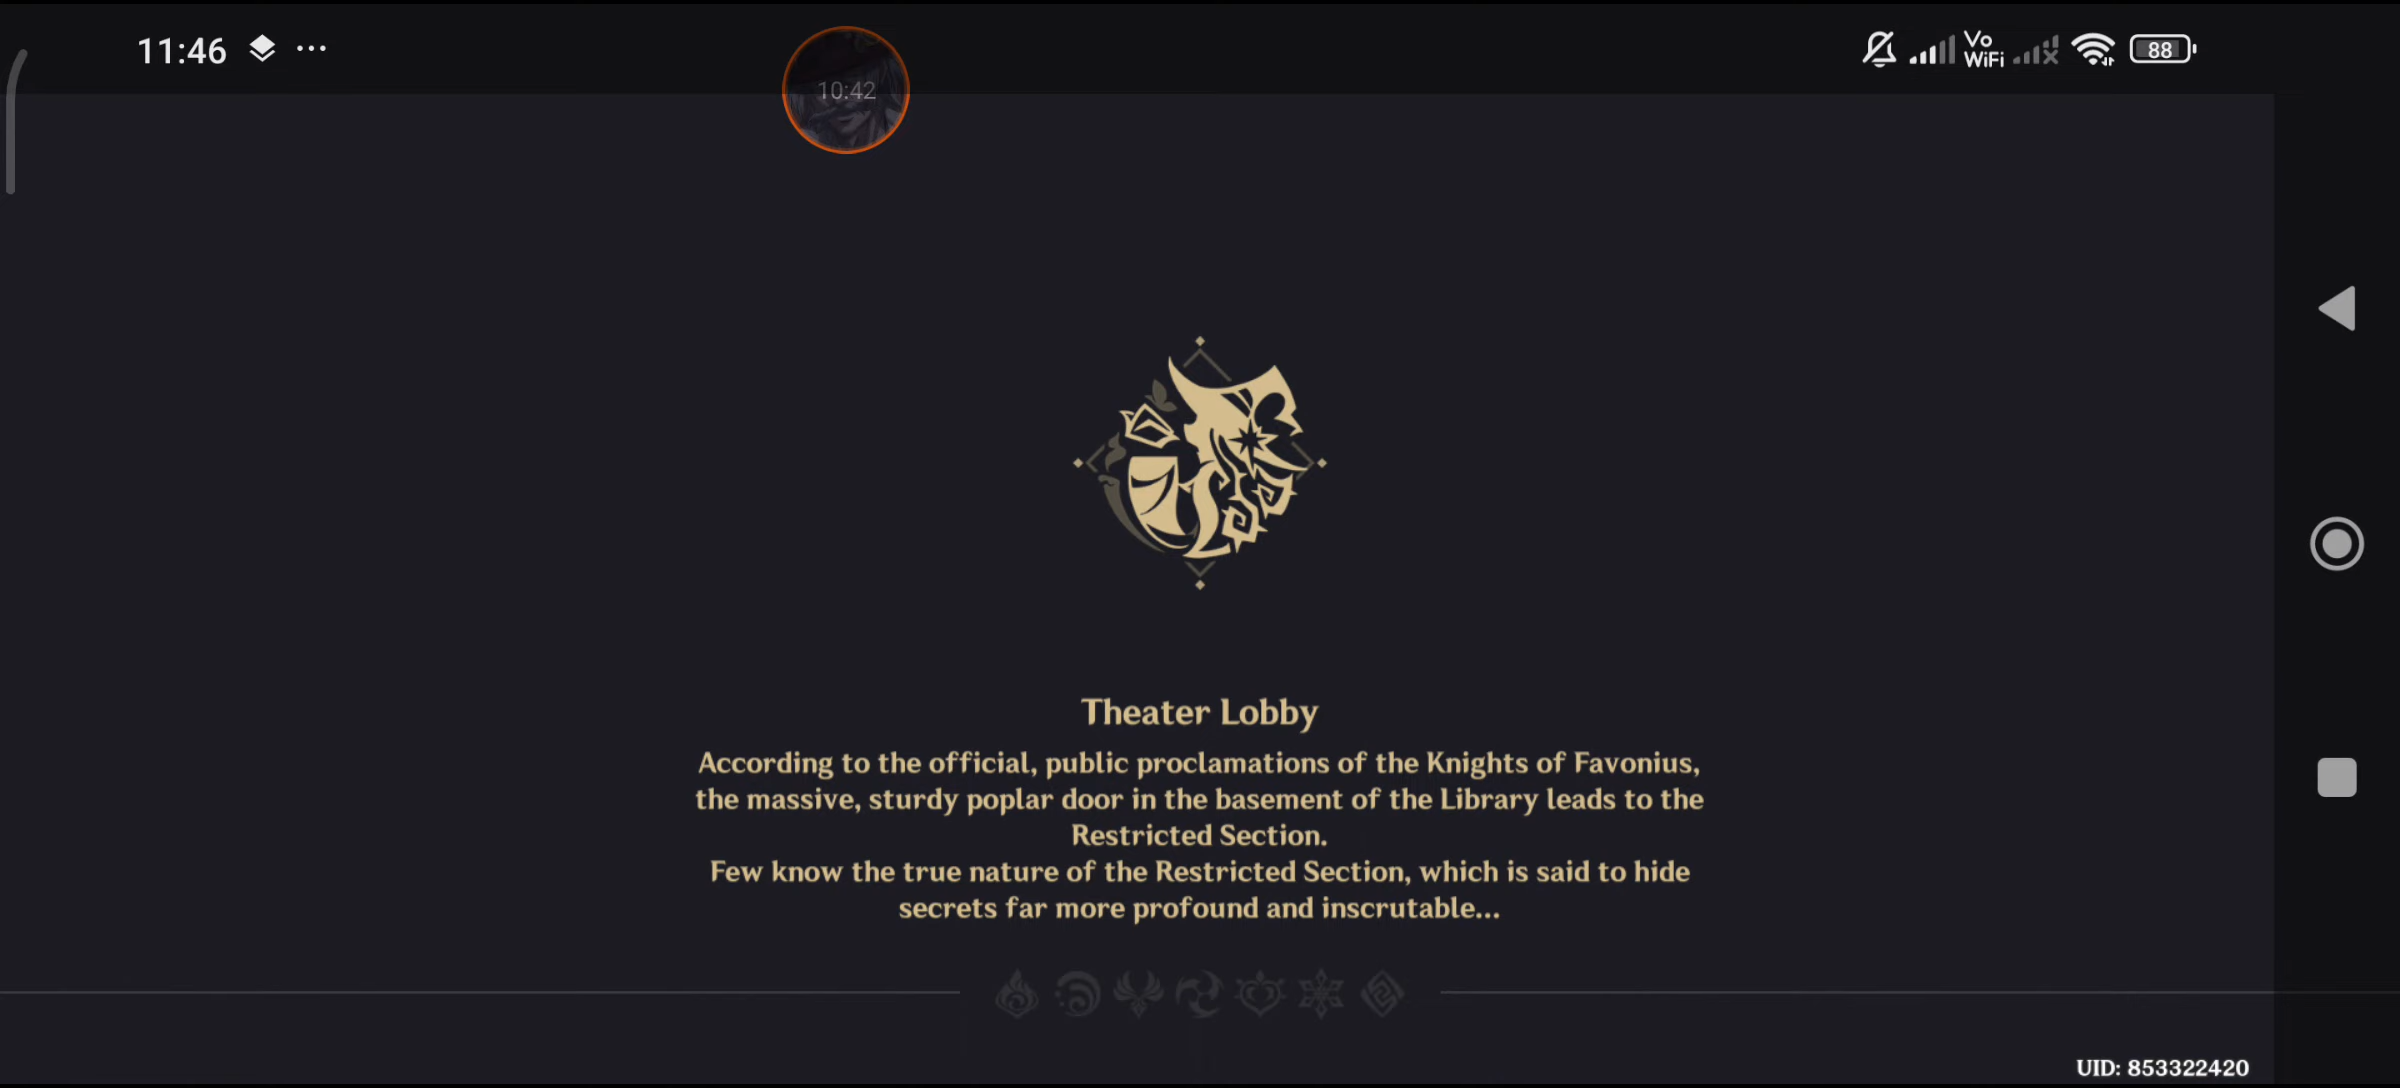 11:46
10:42
Vo
WiFi
88
Theater Lobby
According to the official, public proclamations of the Knights of Favonius,
the massive, sturdy poplar door in the basement of the Library leads to the
Restricted Section.
Few know the true nature of the Restricted Section, which is said to hide
secrets far more profound and inscrutable...
UID: 853322420